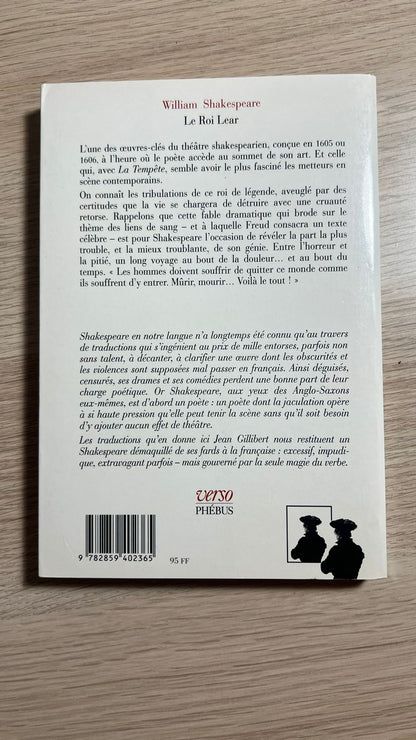 William Shakespeare
Le Roi Lear
L'une des œuvres-clés du théâtre shakespearien, conçue en 1605 ou
1606, à l'heure où le poète accède au sommet de son art. Et celle
qui, avec La Tempête, semble avoir le plus fasciné les metteurs en
scène contemporains.
On connaît les tribulations de ce roi de légende, aveuglé par des
certitudes que la vie se chargera de détruire avec une cruauté
retorse. Rappelons que cette fable dramatique qui brode sur le
thème des liens de sang – et à laquelle Freud consacra un texte
célèbre – est pour Shakespeare l'occasion de révéler la part la plus
trouble, et la mieux troublante, de son génie. Entre l'horreur et
la pitié, un long voyage au bout de la douleur... et au bout du
temps. « Les hommes doivent souffrir de quitter ce monde comme
ils souffrent d'y entrer. Mûrir, mourir... Voilà le tout ! »
Shakespeare en notre langue n'a longtemps été connu qu'au travers
de traductions qui s'ingénient au prix de mille entorses, parfois non
sans talent, à décanter, à clarifier une œuvre dont les obscurités et
les violences sont supposées mal passer en français. Ainsi déguisés,
censurés, ses drames et ses comédies perdent une bonne part de leur
charge poétique. Or Shakespeare, aux yeux des Anglo-Saxons
eux-mêmes, est d'abord un poète : un poète dont la jaculation opère
à si haute pression qu'elle peut tenir la scène sans qu'il soit besoin
d'y ajouter aucun effet de théâtre.
Les traductions qu'en donne ici Jean Gillibert nous restituent un
Shakespeare démaquillé de ses fards à la française : excessif, impudi-
que, extravagant parfois – mais gouverné par la seule magie du verbe.
verso
PHÉBUS
9 782859 402365
95 FF